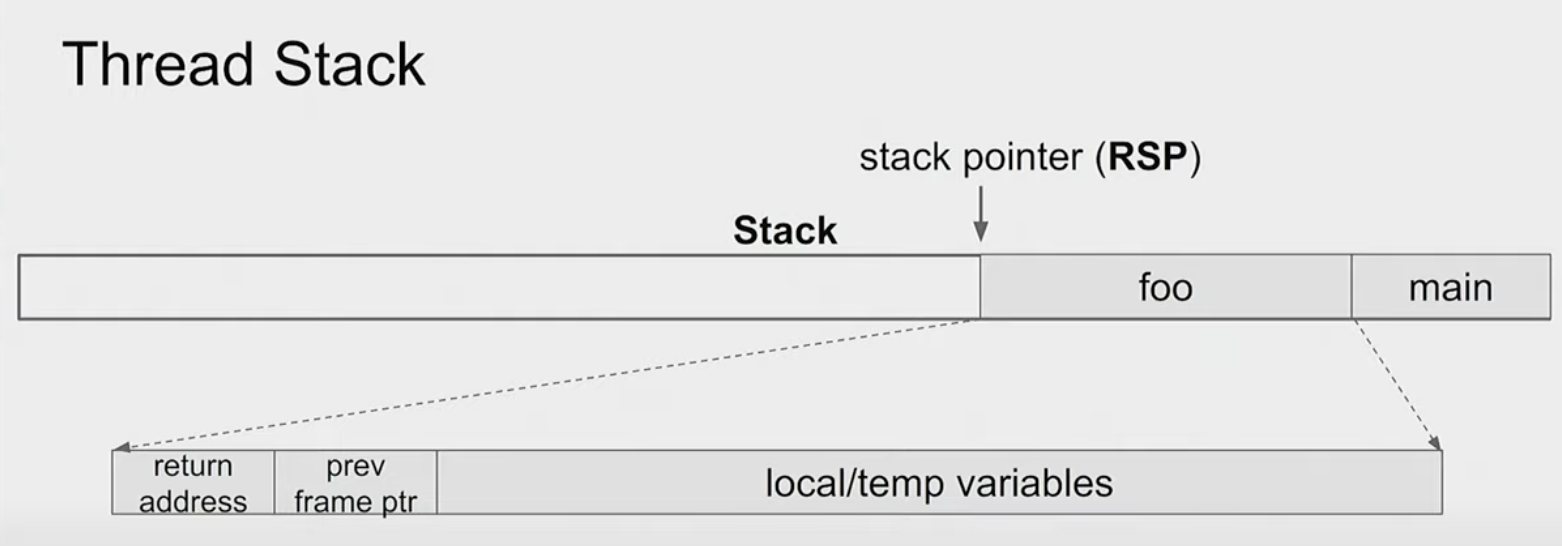 Thread Stack
stack pointer (RSP)
Stack
foo
main
return
address
prev
frame ptr
local/temp variables